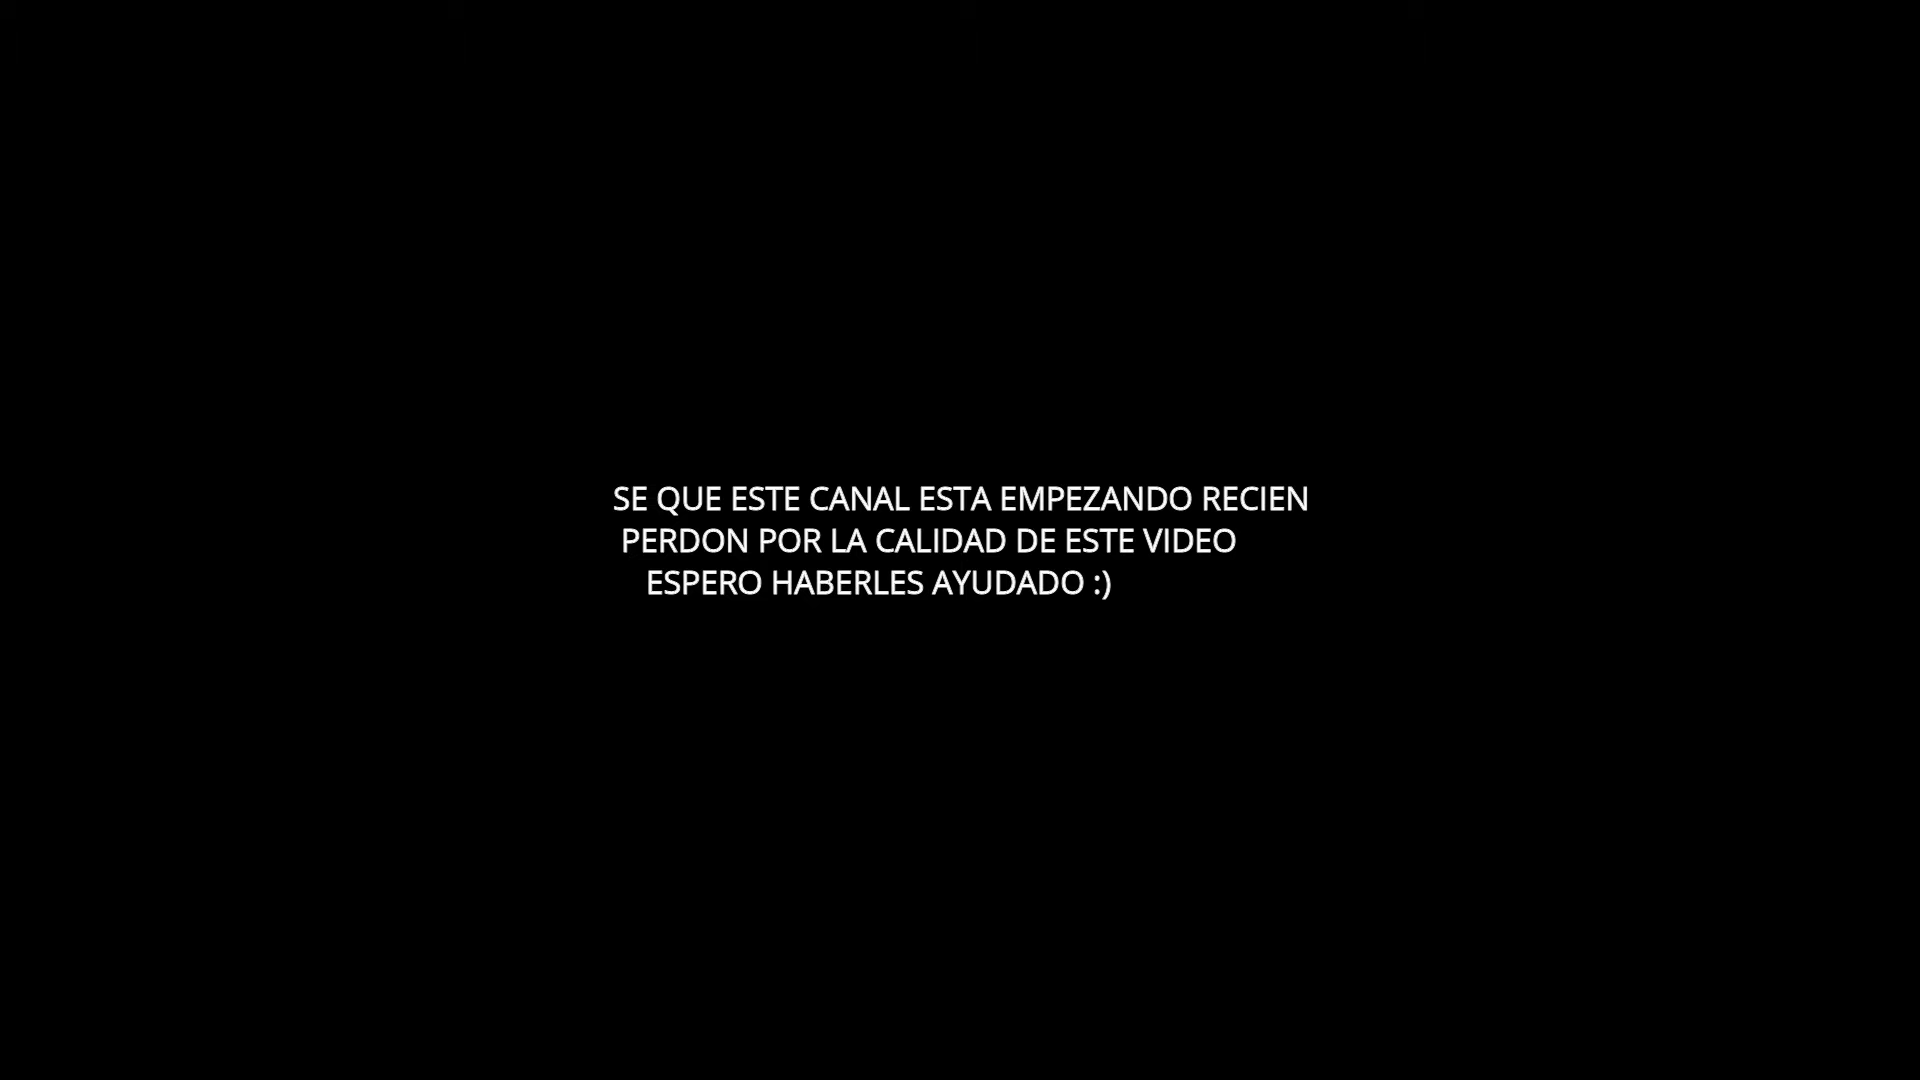 SE QUE ESTE CANAL ESTA EMPEZANDO RECIEN
PERDON POR LA CALIDAD DE ESTE VIDEO
ESPERO HABERLES AYUDADO :)